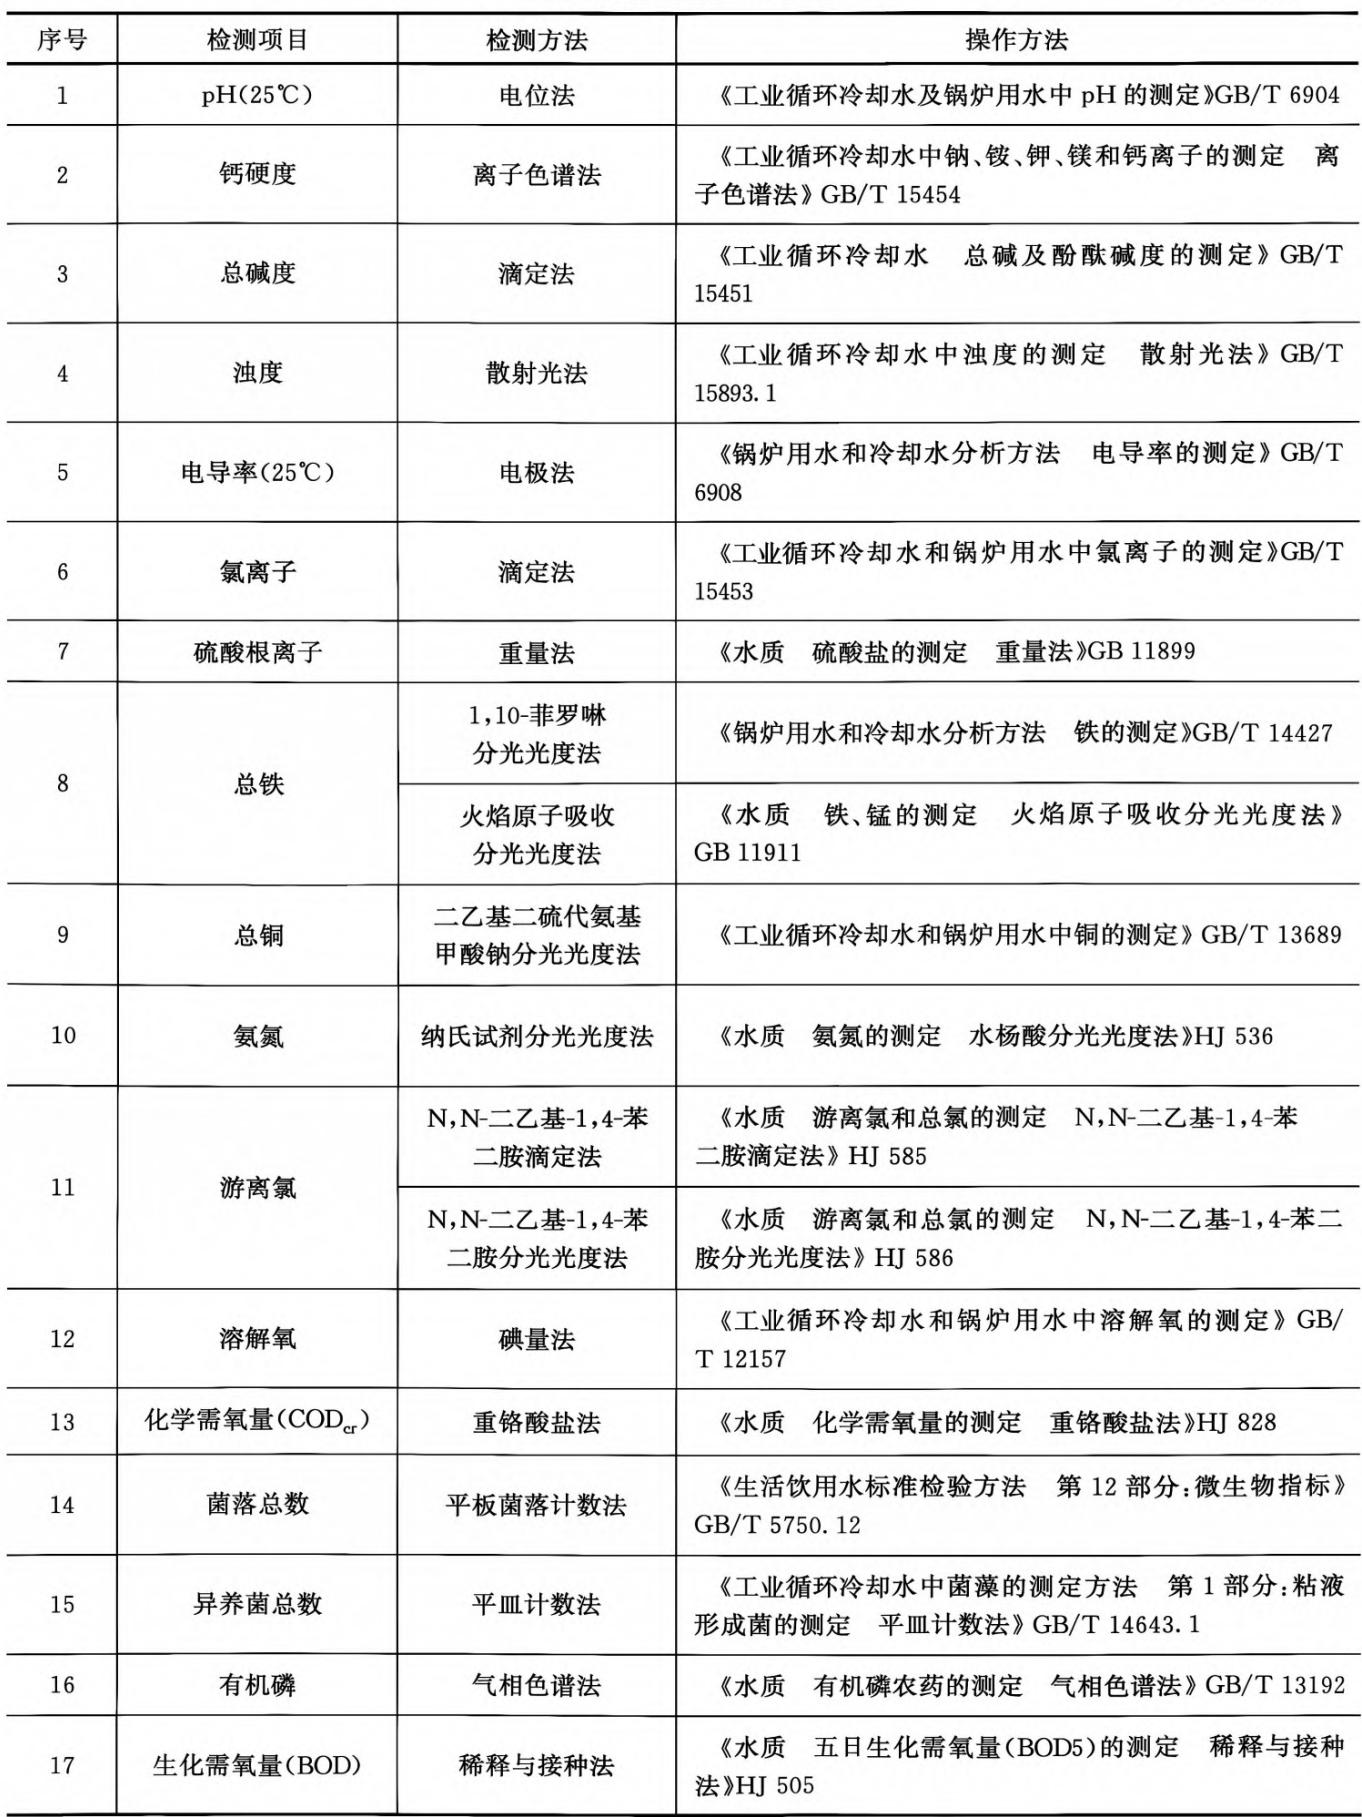 序号 检测项目 检测方法 操作方法
1 pH(25℃) 电位法 《工业循环冷却水及锅炉用水中 pH 的测定》GB/T 6904
2 钙硬度 离子色谱法 《工业循环冷却水中钠、铵、钾、镁和钙离子的测定 离
子色谱法》GB/T 15454
3 总碱度 滴定法 《工业循环冷却水 总碱及酚酞碱度的测定》GB/T
15451
4 浊度 散射光法 《工业循环冷却水中浊度的测定 散射光法》GB/T
15893.1
5 电导率(25℃) 电极法 《锅炉用水和冷却水分析方法 电导率的测定》GB/T
6908
6 氯离子 滴定法 《工业循环冷却水和锅炉用水中氯离子的测定》GB/T
15453
7 硫酸根离子 重量法 《水质 硫酸盐的测定 重量法》GB 11899
8 总铁
1,10-菲罗啉
分光光度法
《锅炉用水和冷却水分析方法 铁的测定》GB/T 14427
火焰原子吸收
分光光度法
《水质 铁、锰的测定 火焰原子吸收分光光度法》
GB 11911
9 总铜
二乙基二硫代氨基
甲酸钠分光光度法
《工业循环冷却水和锅炉用水中铜的测定》GB/T 13689
10 氨氮 纳氏试剂分光光度法 《水质 氨氮的测定 水杨酸分光光度法》HJ 536
11 游离氯
N,N-二乙基-1,4-苯
二胺滴定法
《水质 游离氯和总氯的测定 N,N-二乙基-1,4-苯
二胺滴定法》HJ 585
N,N-二乙基-1,4-苯
二胺分光光度法
《水质 游离氯和总氯的测定 N,N-二乙基-1,4-苯二
胺分光光度法》HJ 586
12 溶解氧 碘量法 《工业循环冷却水和锅炉用水中溶解氧的测定》GB/
T 12157
13 化学需氧量(CODcr) 重铬酸盐法 《水质 化学需氧量的测定 重铬酸盐法》HJ 828
14 菌落总数 平板菌落计数法 《生活饮用水标准检验方法 第 12 部分:微生物指标》
GB/T 5750.12
15 异养菌总数 平皿计数法 《工业循环冷却水中菌藻的测定方法 第 1 部分:粘液
形成菌的测定 平皿计数法》GB/T 14643.1
16 有机磷 气相色谱法 《水质 有机磷农药的测定 气相色谱法》GB/T 13192
17 生化需氧量(BOD) 稀释与接种法 《水质 五日生化需氧量(BOD5)的测定 稀释与接种
法》HJ 505